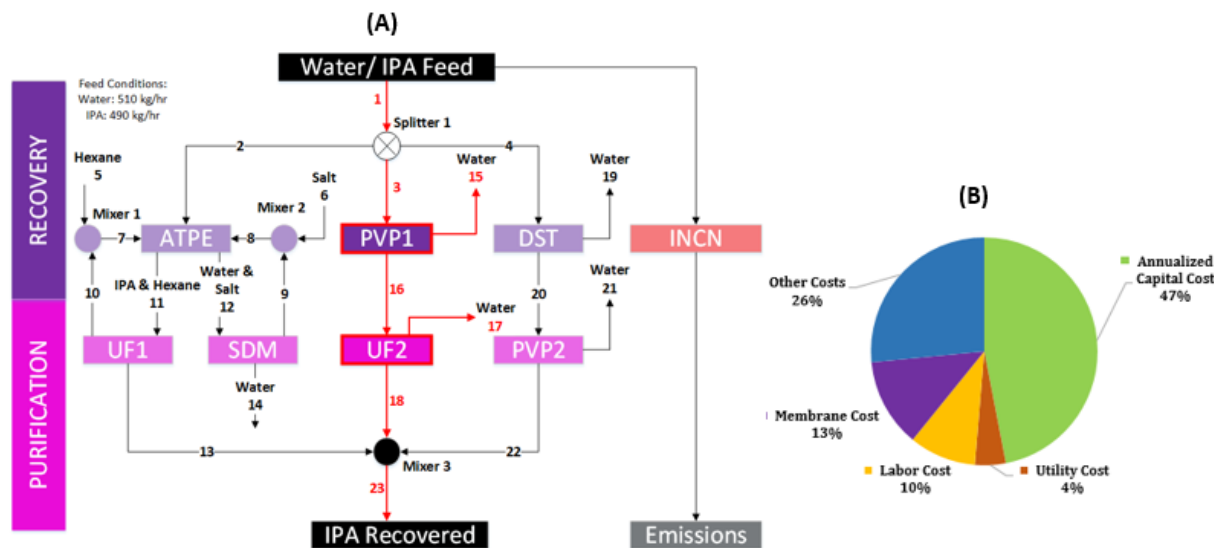 (A)
Water/ IPA Feed
Feed Conditions:
Water: 510 kg/hr
IPA: 490 kg/hr
1
Splitter 1
2
4
Hexane
5
Salt
6
3
Water
15
Water
19
Mixer 1
Mixer 2
7
ATPE
8
PVP1
DST
INCN
RECOVERY
10
IPA & Hexane
11
Water &
Salt
12
9
16
20
Water
21
Water
17
UF1
SDM
UF2
PVP2
Water
14
18
PURIFICATION
13
22
Mixer 3
23
IPA Recovered
Emissions
(B)
Other Costs
26%
Annualized
Capital Cost
47%
Membrane Cost
13%
Labor Cost
10%
Utility Cost
4%